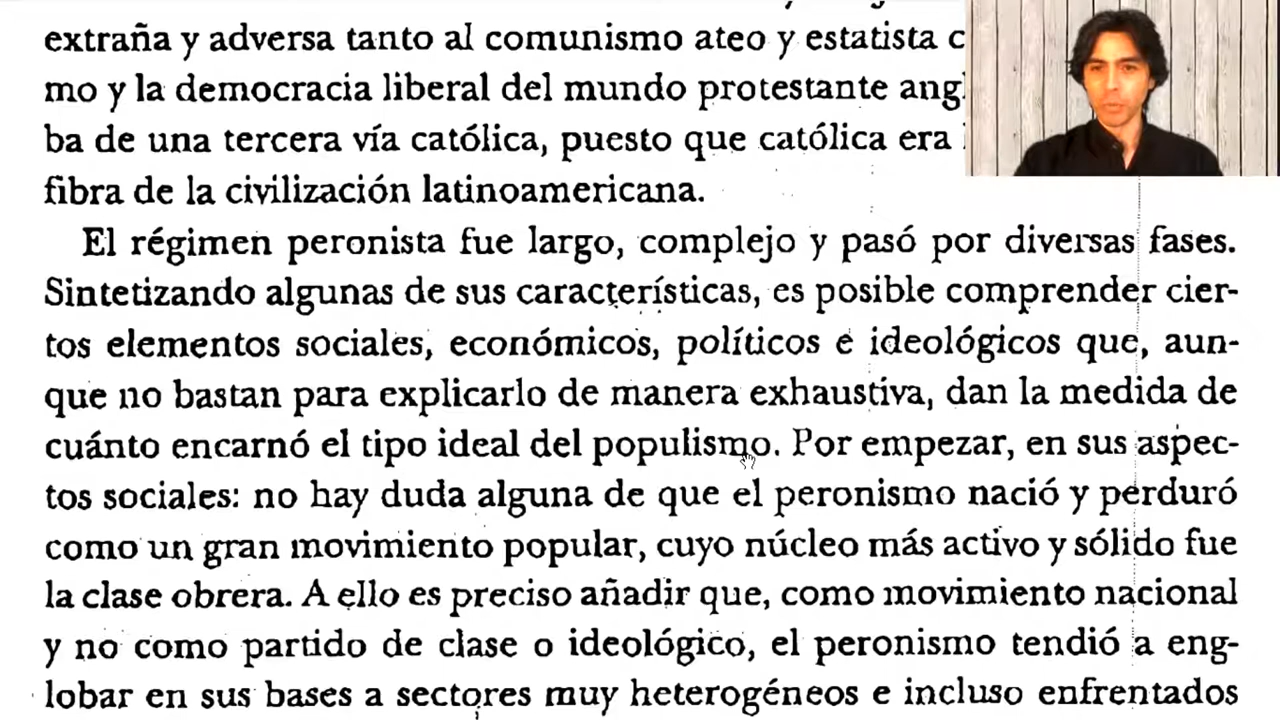 extraña y adversa tanto al comunismo ateo y estatista
mo y la democracia liberal del mundo protestante
ba de una tercera vía católica, puesto que católica era
fibra de la civilización latinoamericana.
El régimen peronista fue largo, complejo y pasó por diversas fases.
Sintetizando algunas de sus características, es posible comprender cier-
tos elementos sociales, económicos, políticos e ideológicos que, aun-
que no bastan para explicarlo de manera exhaustiva, dan la medida de
cuánto encarnó el tipo ideal del populismo. Por empezar, en sus aspec-
tos sociales: no hay duda alguna de que el peronismo nació y perduró
como un gran movimiento popular, cuyo núcleo más activo y sólido fue
la clase obrera. A ello es preciso añadir que, como movimiento nacional
y no como partido de clase o ideológico, el peronismo tendió a eng-
lobar en sus bases a sectores muy heterogéneos e incluso enfrentados